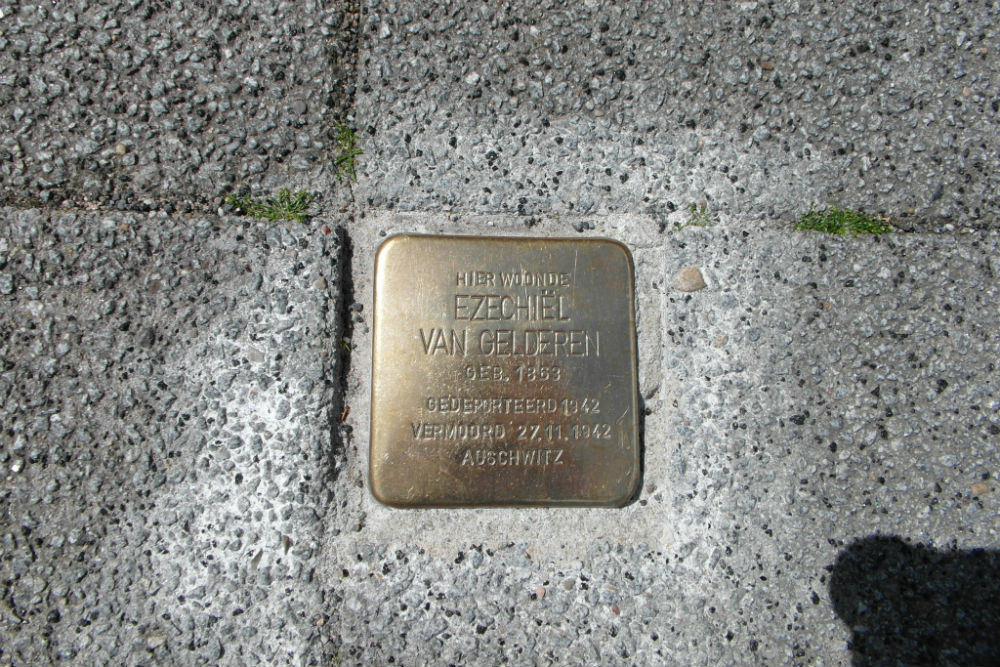 HIER WOONDE
EZECHIËL
VAN GELDEREN
GEB. 1863
GEDEPORTEERD 1942
VERMOORD 27.11.1942
AUSCHWITZ